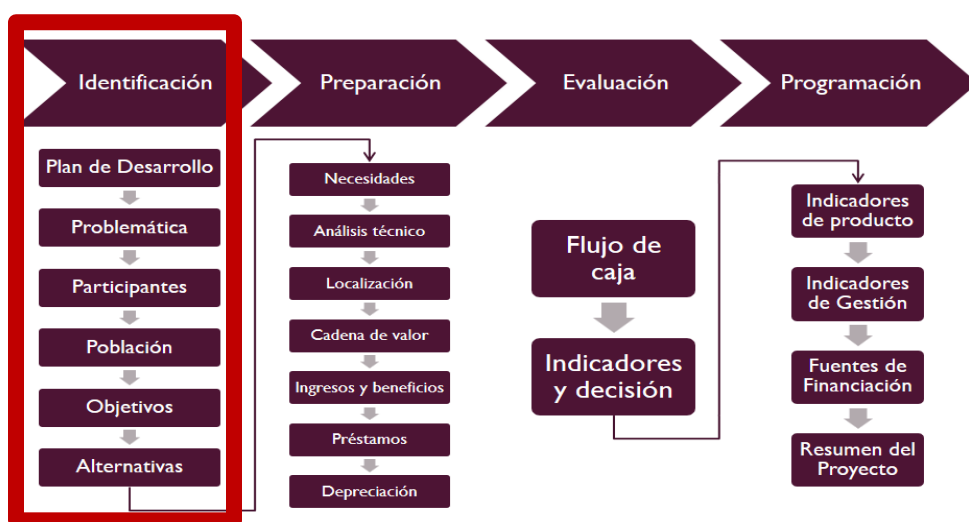 Identificación
Preparación
Evaluación
Programación
Plan de Desarrollo
Problemática
Participantes
Población
Objetivos
Alternativas
Necesidades
Análisis técnico
Localización
Cadena de valor
Ingresos y beneficios
Préstamos
Depreciación
Flujo de
caja
Indicadores
y decisión
Indicadores
de producto
Indicadores
de Gestión
Fuentes de
Financiación
Resumen del
Proyecto